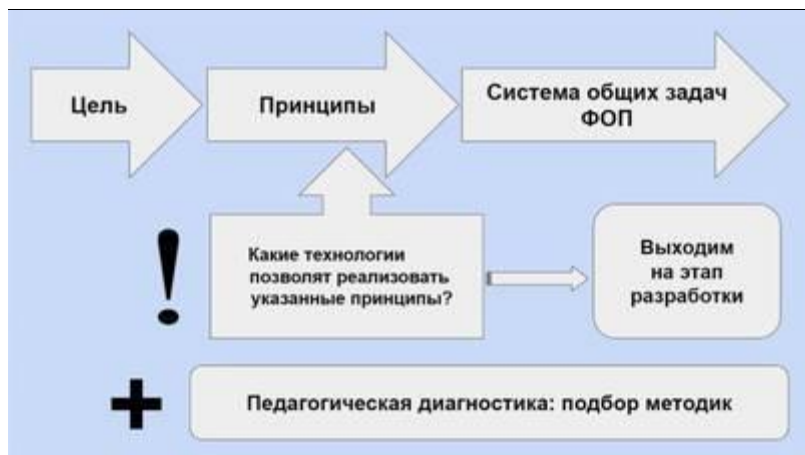 Цель
Принципы
Система общих задач
ФОП
!
Какие технологии
позволят реализовать
указанные принципы?
Выходим
на этап
разработки
+
Педагогическая диагностика: подбор методик